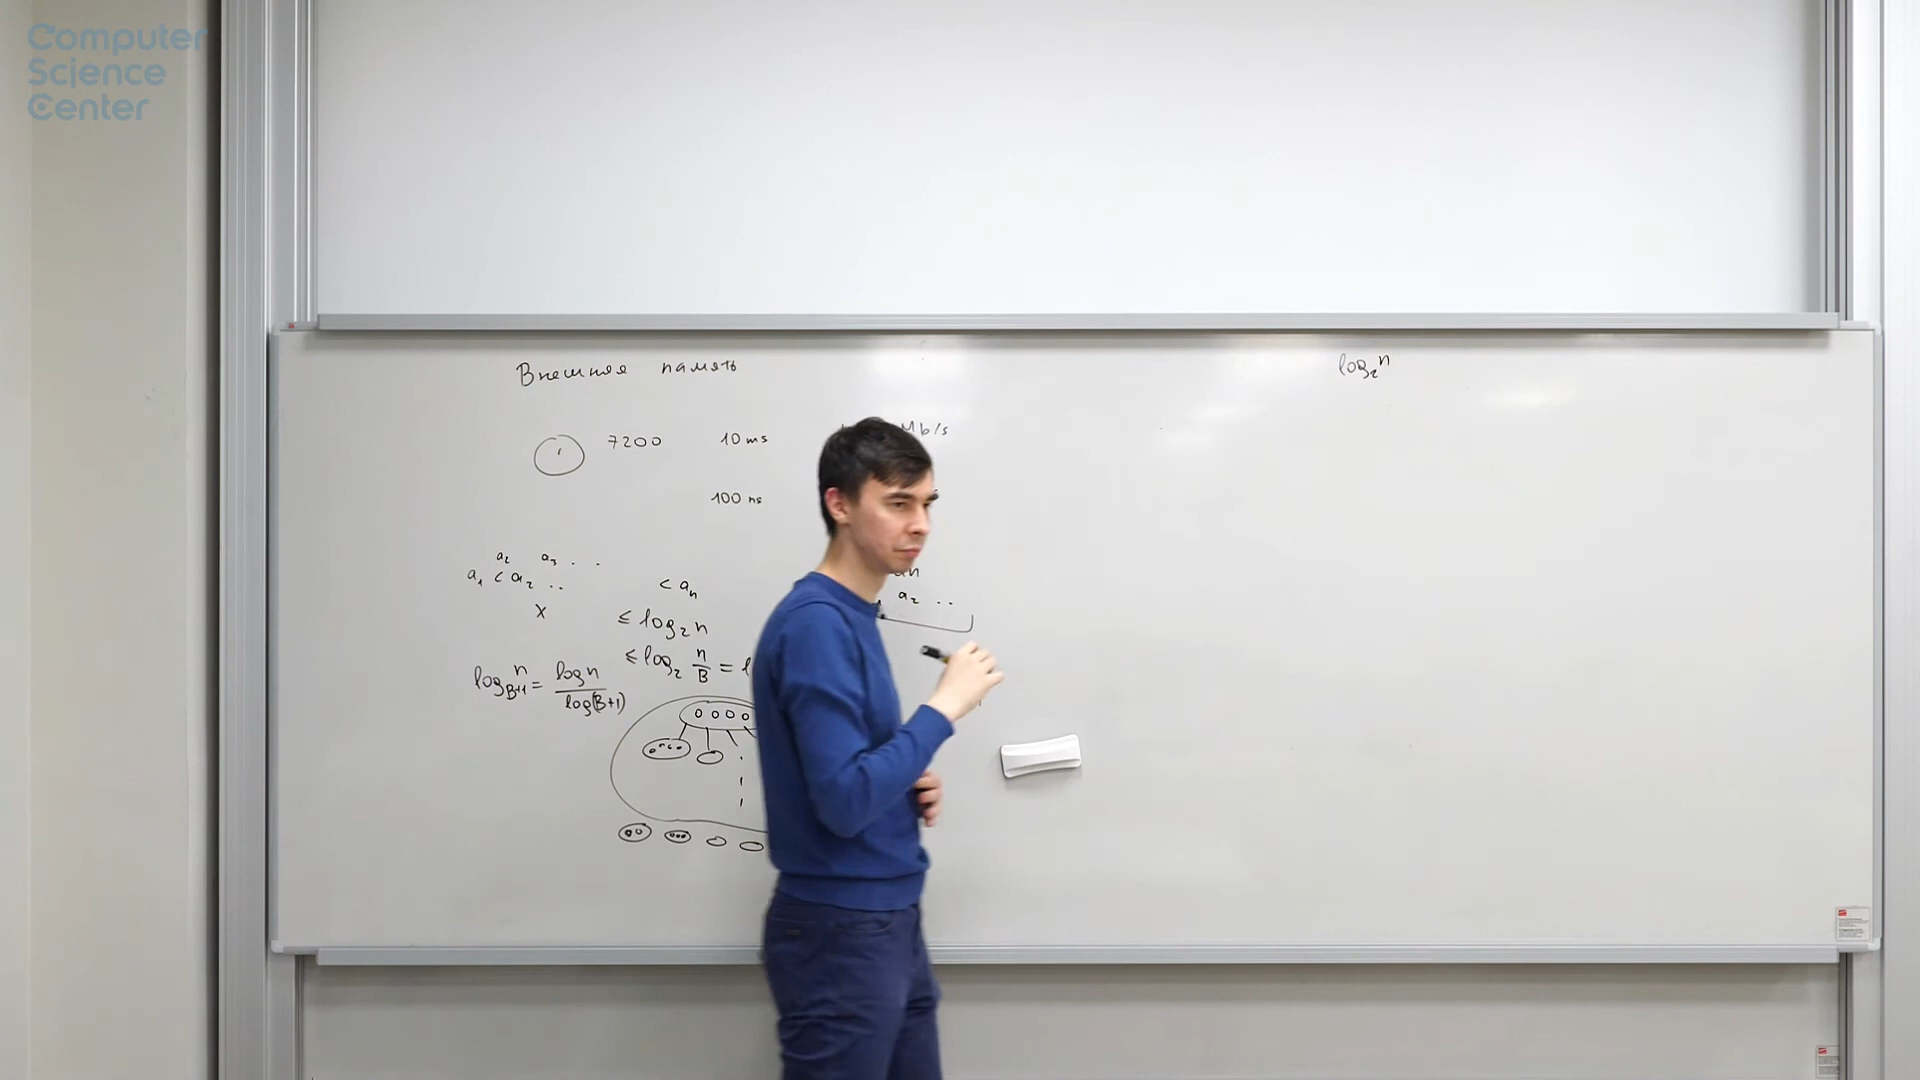 Computer
Science
Center
Внешняя память
log₂ n
7200 10 ms Mb/s
100 ns
a₂ a₃ . .
a₁ < a₂ .. < aₙ
a₂ ..
x
≤ log₂ n
≤ log₂ n/B =
log_{B+1} n = log n / log(B+1)